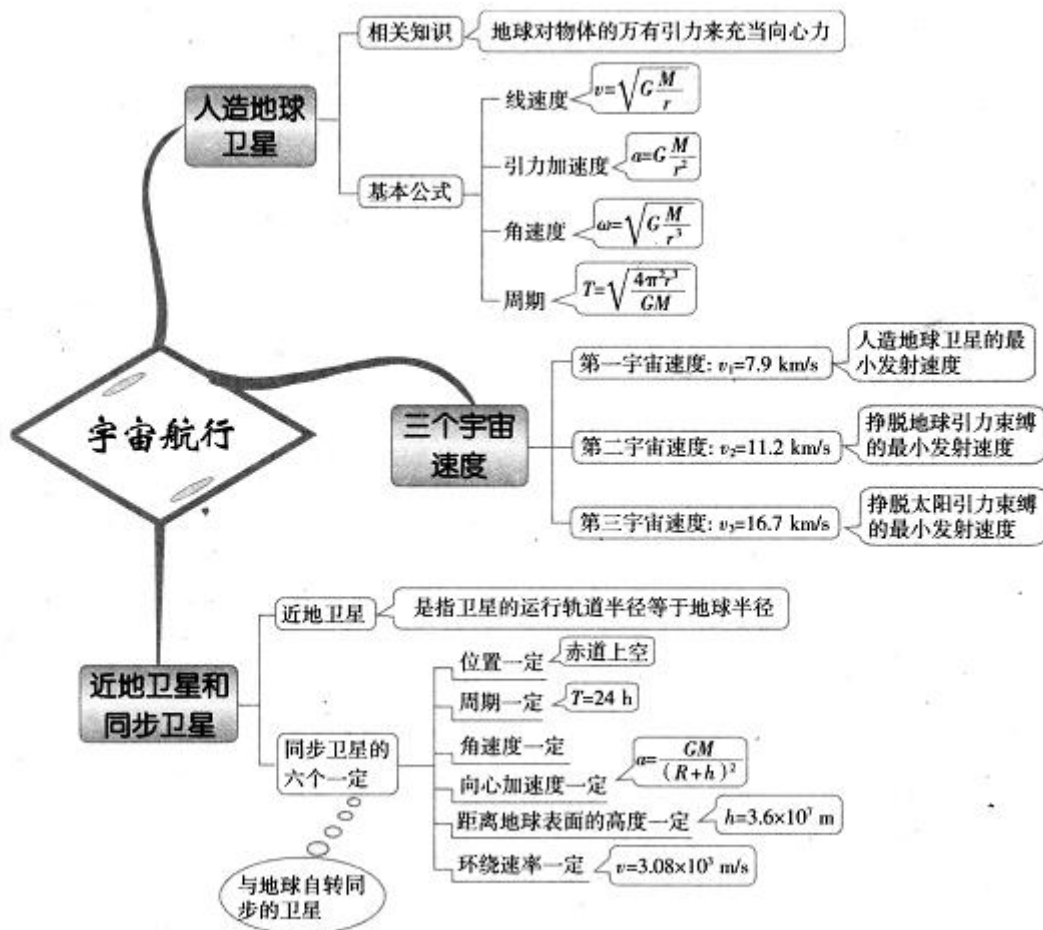 相关知识
地球对物体的万有引力来充当向心力
人造地球
卫星
基本公式
线速度
v=√(G M/r)
引力加速度
a=G M/r²
角速度
ω=√(G M/r³)
周期
T=√(4π²r³/GM)
宇宙航行
三个宇宙
速度
第一宇宙速度: v₁=7.9 km/s
人造地球卫星的最
小发射速度
第二宇宙速度: v₂=11.2 km/s
挣脱地球引力束缚
的最小发射速度
第三宇宙速度: v₃=16.7 km/s
挣脱太阳引力束缚
的最小发射速度
近地卫星和
同步卫星
近地卫星
是指卫星的运行轨道半径等于地球半径
同步卫星的
六个一定
与地球自转同
步的卫星
位置一定
赤道上空
周期一定
T=24 h
角速度一定
向心加速度一定
a=GM/(R+h)²
距离地球表面的高度一定
h=3.6×10⁷ m
环绕速率一定
v=3.08×10³ m/s